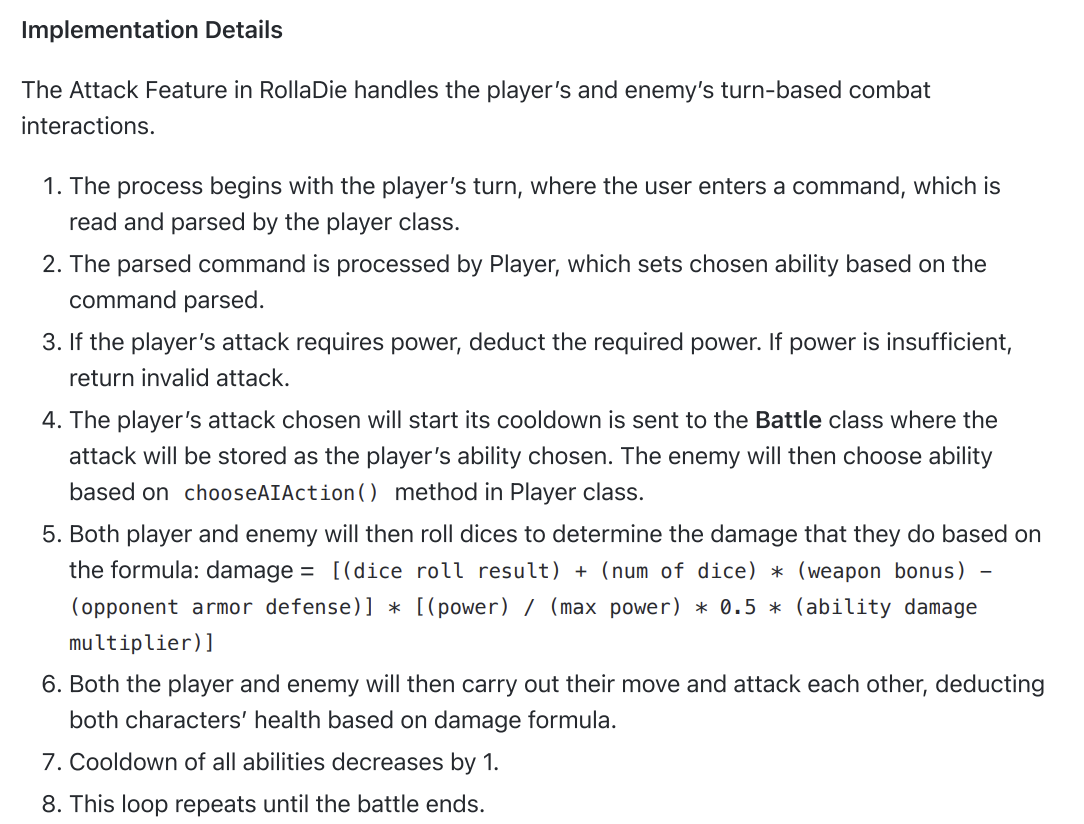 Implementation Details
The Attack Feature in RollaDie handles the player’s and enemy’s turn-based combat
interactions.
1. The process begins with the player’s turn, where the user enters a command, which is
read and parsed by the player class.
2. The parsed command is processed by Player, which sets chosen ability based on the
command parsed.
3. If the player’s attack requires power, deduct the required power. If power is insufficient,
return invalid attack.
4. The player’s attack chosen will start its cooldown is sent to the Battle class where the
attack will be stored as the player’s ability chosen. The enemy will then choose ability
based on chooseAIAction() method in Player class.
5. Both player and enemy will then roll dices to determine the damage that they do based on
the formula: damage = [(dice roll result) + (num of dice) * (weapon bonus) −
(opponent armor defense)] * [(power) / (max power) * 0.5 * (ability damage
multiplier)]
6. Both the player and enemy will then carry out their move and attack each other, deducting
both characters’ health based on damage formula.
7. Cooldown of all abilities decreases by 1.
8. This loop repeats until the battle ends.